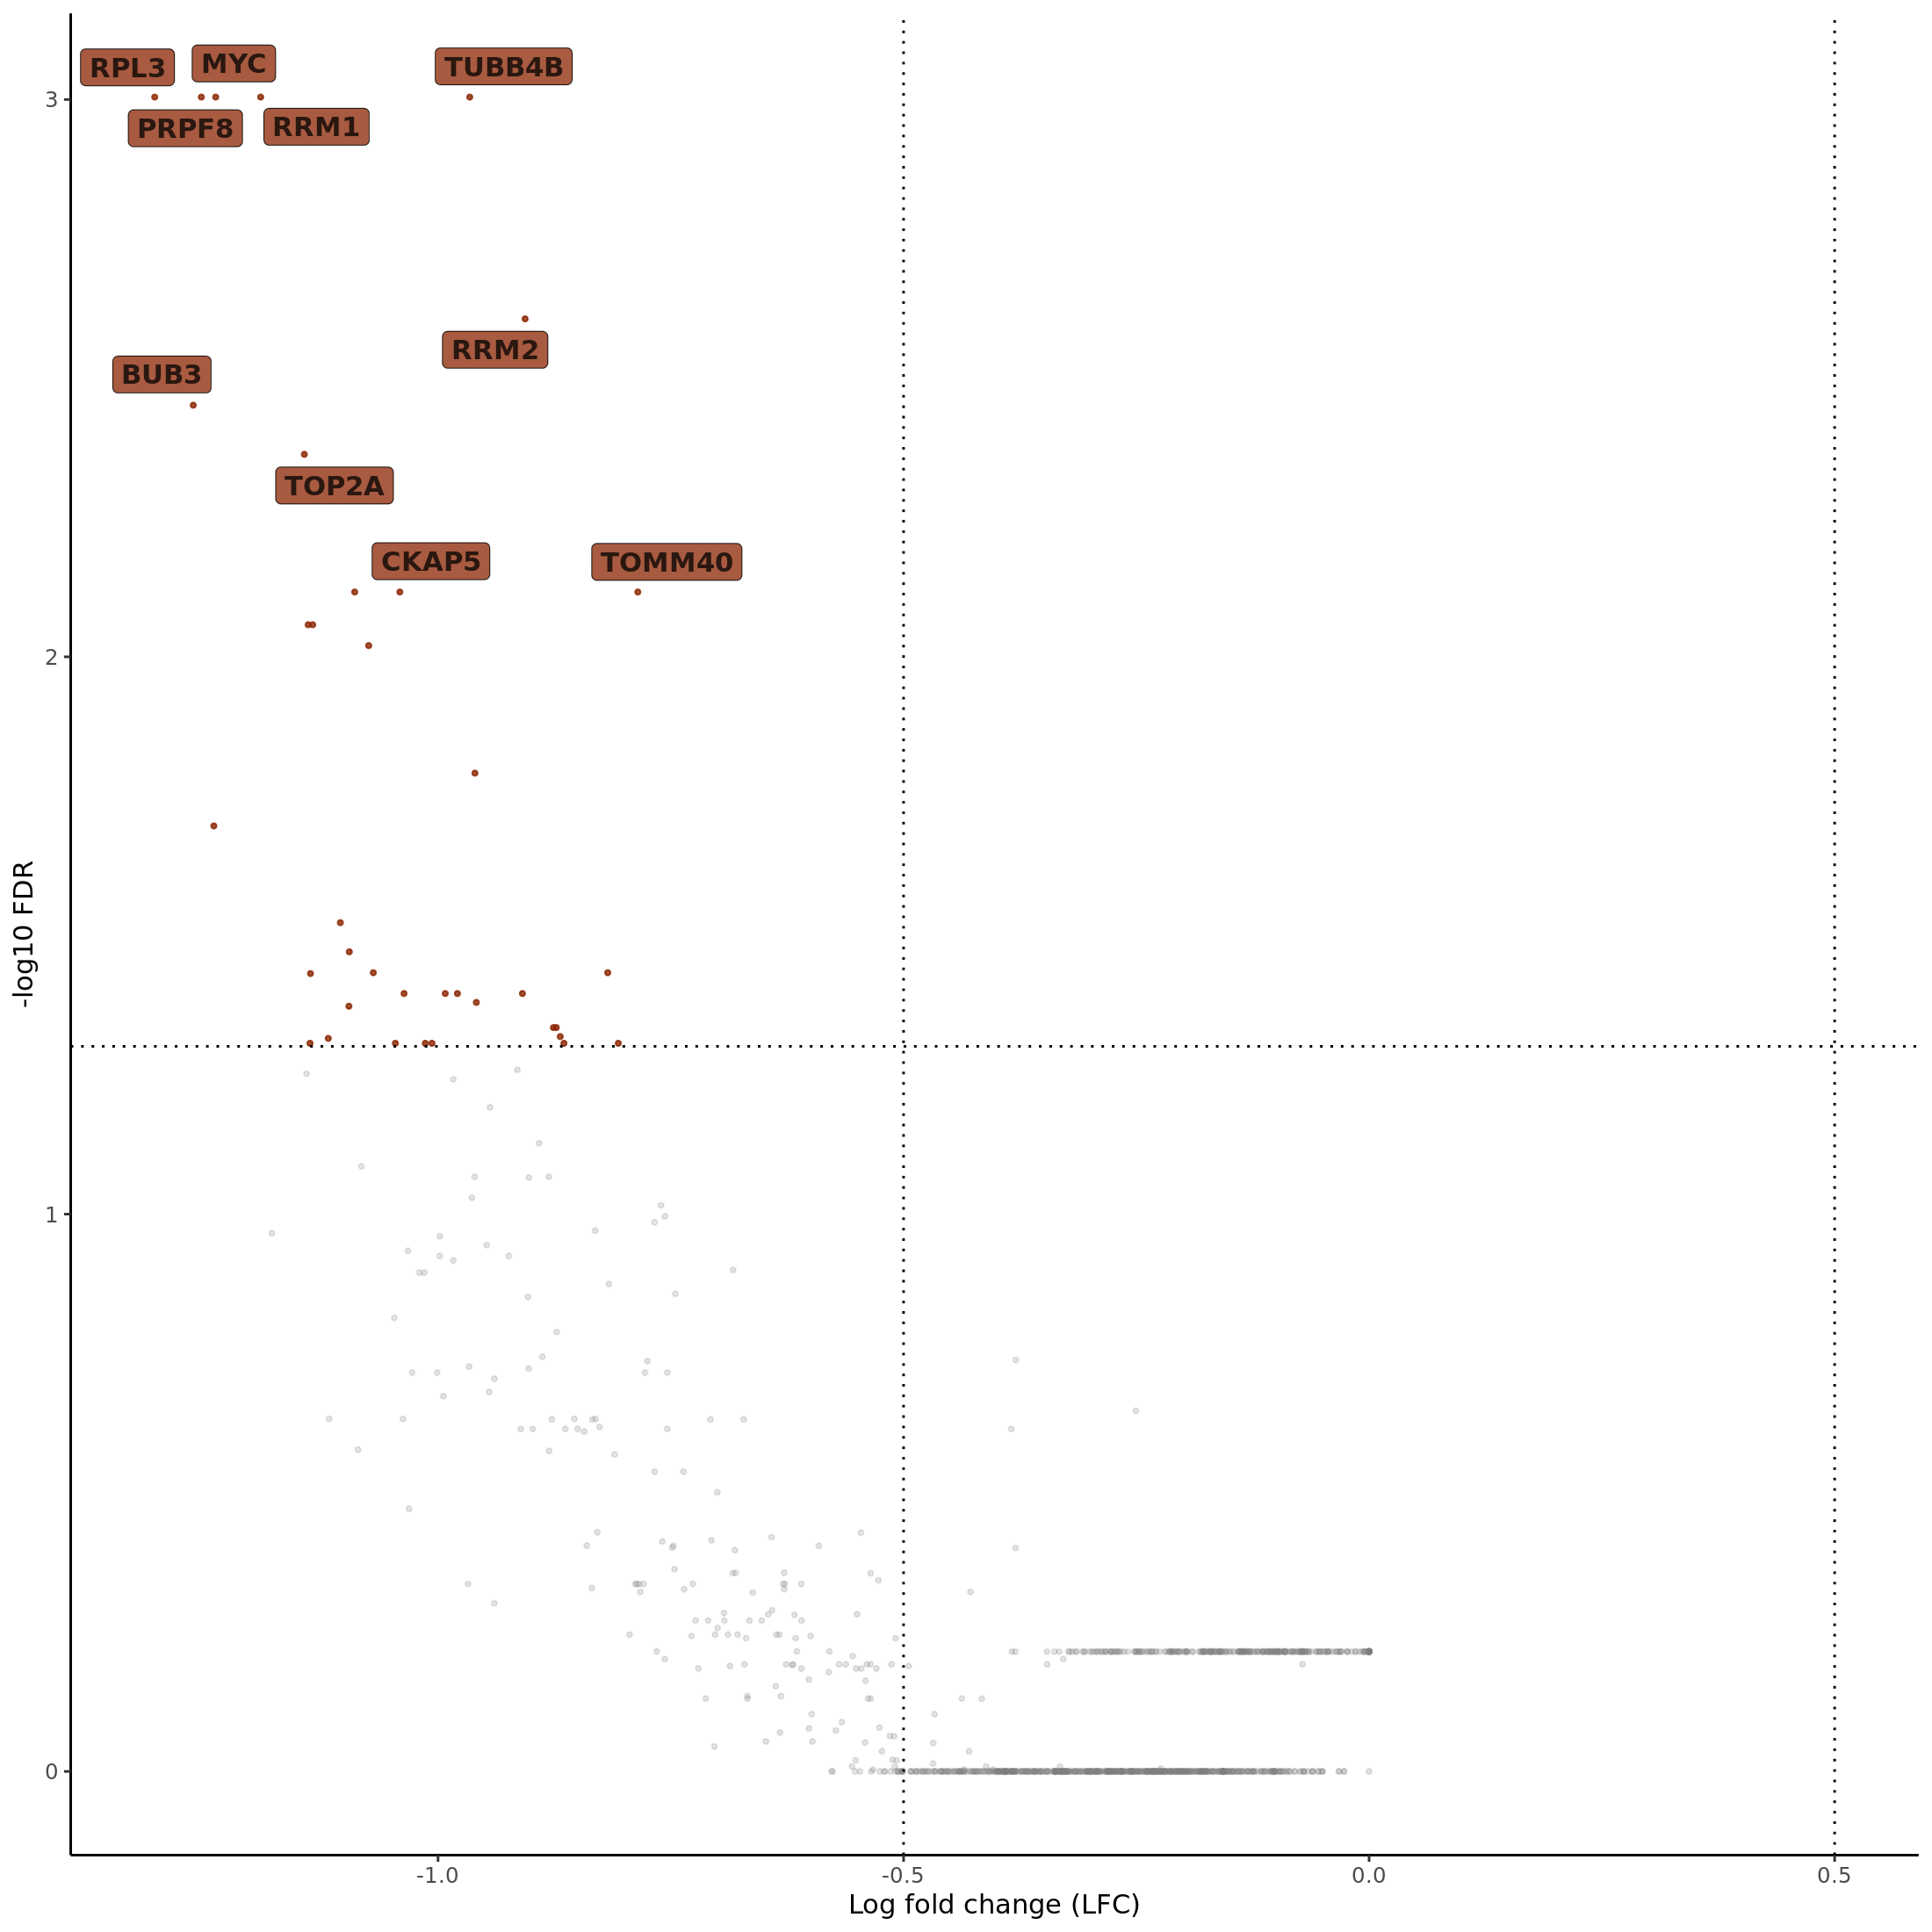 RPL3
MYC
TUBB4B
PRPF8
RRM1
RRM2
BUB3
TOP2A
CKAP5
TOMM40
3
2
1
0
-log10 FDR
-1.0
-0.5
0.0
0.5
Log fold change (LFC)